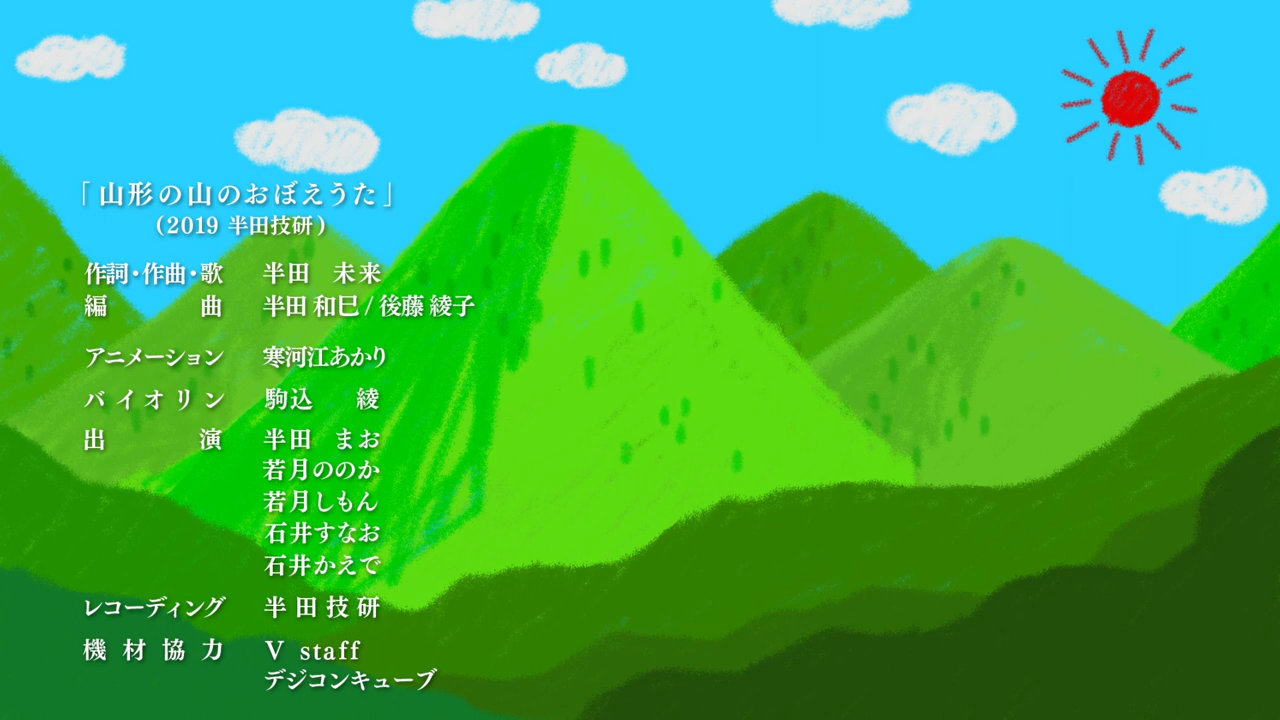 「山形の山のおぼえうた」
(2019 半田技研)
作詞・作曲・歌 半田 未来
編曲 半田 和巳 / 後藤 綾子
アニメーション 寒河江あかり
バイオリン 駒込 綾
出演 半田 まお
若月ののか
若月しもん
石井すなお
石井かえで
レコーディング 半田技研
機材協力 V staff
デジコンキューブ